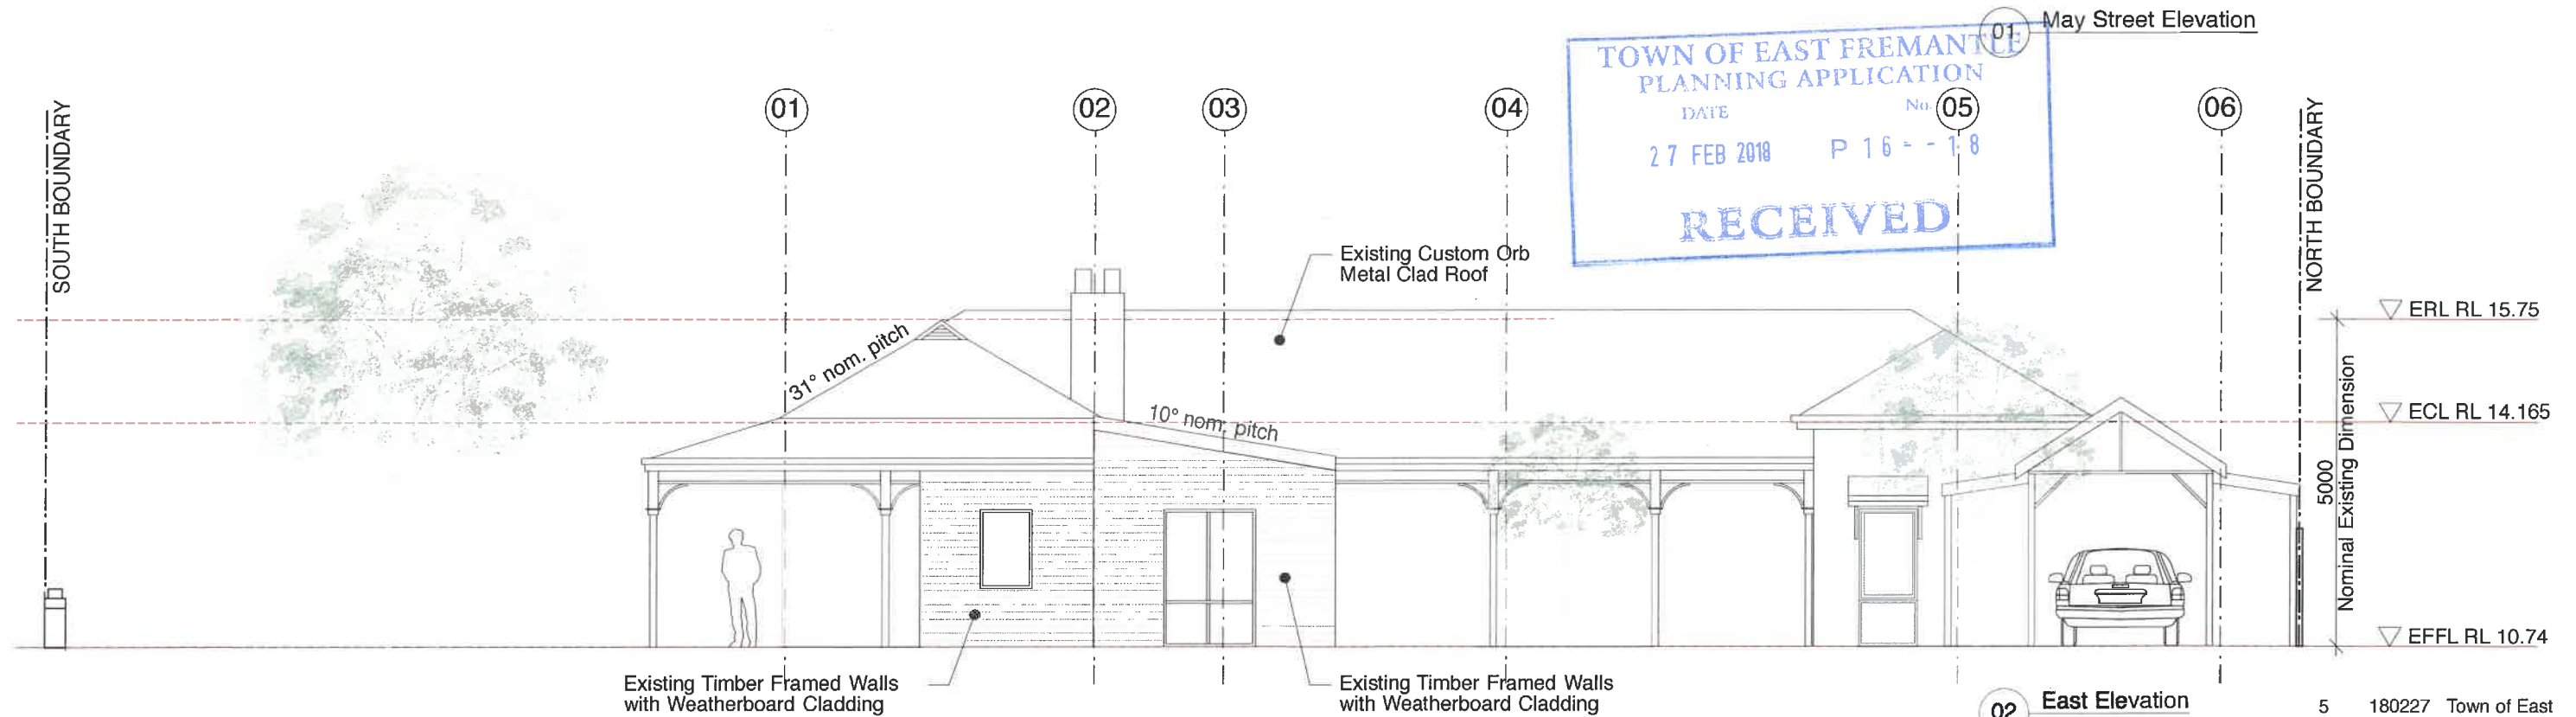 01 May Street Elevation
TOWN OF EAST FREMANTLE
PLANNING APPLICATION
DATE No.
27 FEB 2018 P 16 - - 18
RECEIVED
SOUTH BOUNDARY
01
02
03
04
05
06
NORTH BOUNDARY
Existing Custom Orb
Metal Clad Roof
31° nom. pitch
10° nom. pitch
ERL RL 15.75
ECL RL 14.165
5000
Nominal Existing Dimension
EFFL RL 10.74
Existing Timber Framed Walls
with Weatherboard Cladding
Existing Timber Framed Walls
with Weatherboard Cladding
02 East Elevation
5 180227 Town of East